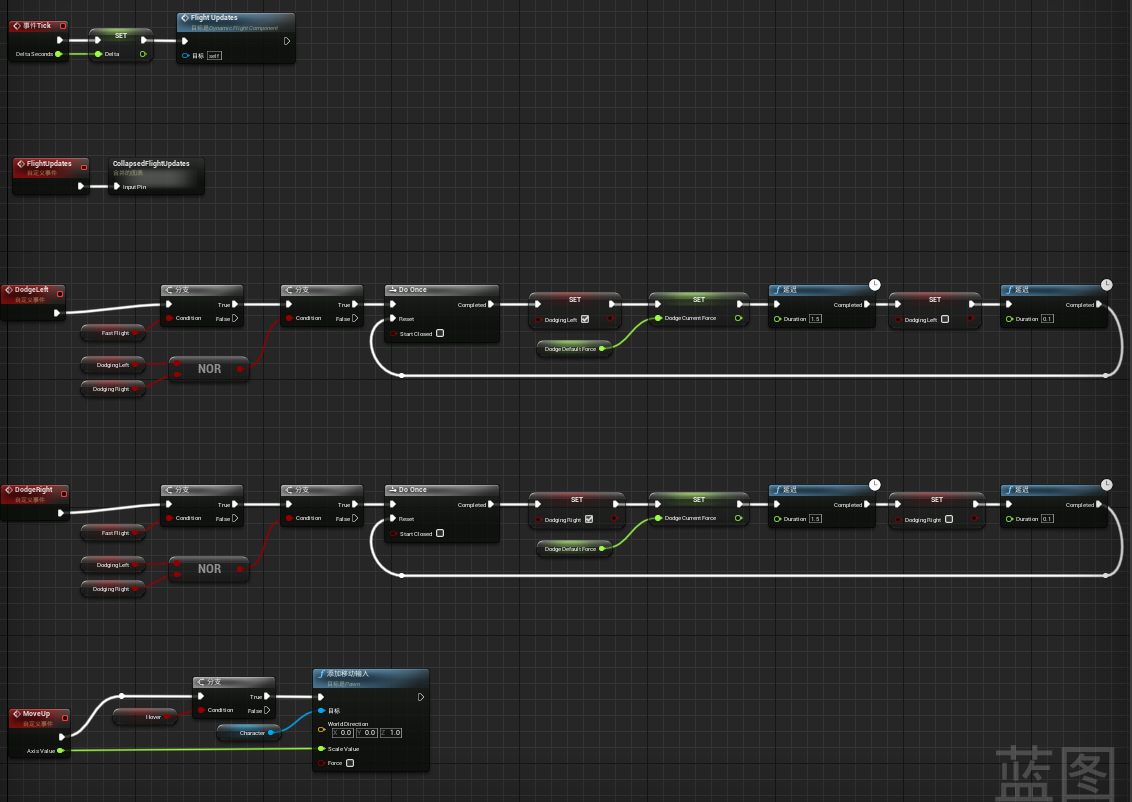 事件Tick
Delta Seconds
SET
Delta
Flight Updates
目标是Dynamic Flight Component
目标 self
FlightUpdates
自定义事件
CollapsedFlightUpdates
合并的图表
Input Pin
DodgeLeft
自定义事件
分支
True
Condition False
Fast Flight
Dodging Left
Dodging Right
NOR
分支
True
Condition False
Do Once
Completed
Reset
Start Closed
SET
Dodging Left
SET
Dodge Current Force
Dodge Default Force
延迟
Completed
Duration 1.5
SET
Dodging Left
延迟
Completed
Duration 0.1
DodgeRight
自定义事件
分支
True
Condition False
Fast Flight
Dodging Left
Dodging Right
NOR
分支
True
Condition False
Do Once
Completed
Reset
Start Closed
SET
Dodging Right
SET
Dodge Current Force
Dodge Default Force
延迟
Completed
Duration 1.5
SET
Dodging Right
延迟
Completed
Duration 0.1
MoveUp
自定义事件
Axis Value
Hover
分支
True
Condition False
Character
添加移动输入
目标是Pawn
目标
World Direction
X 0.0 Y 0.0 Z 1.0
Scale Value
Force
蓝图